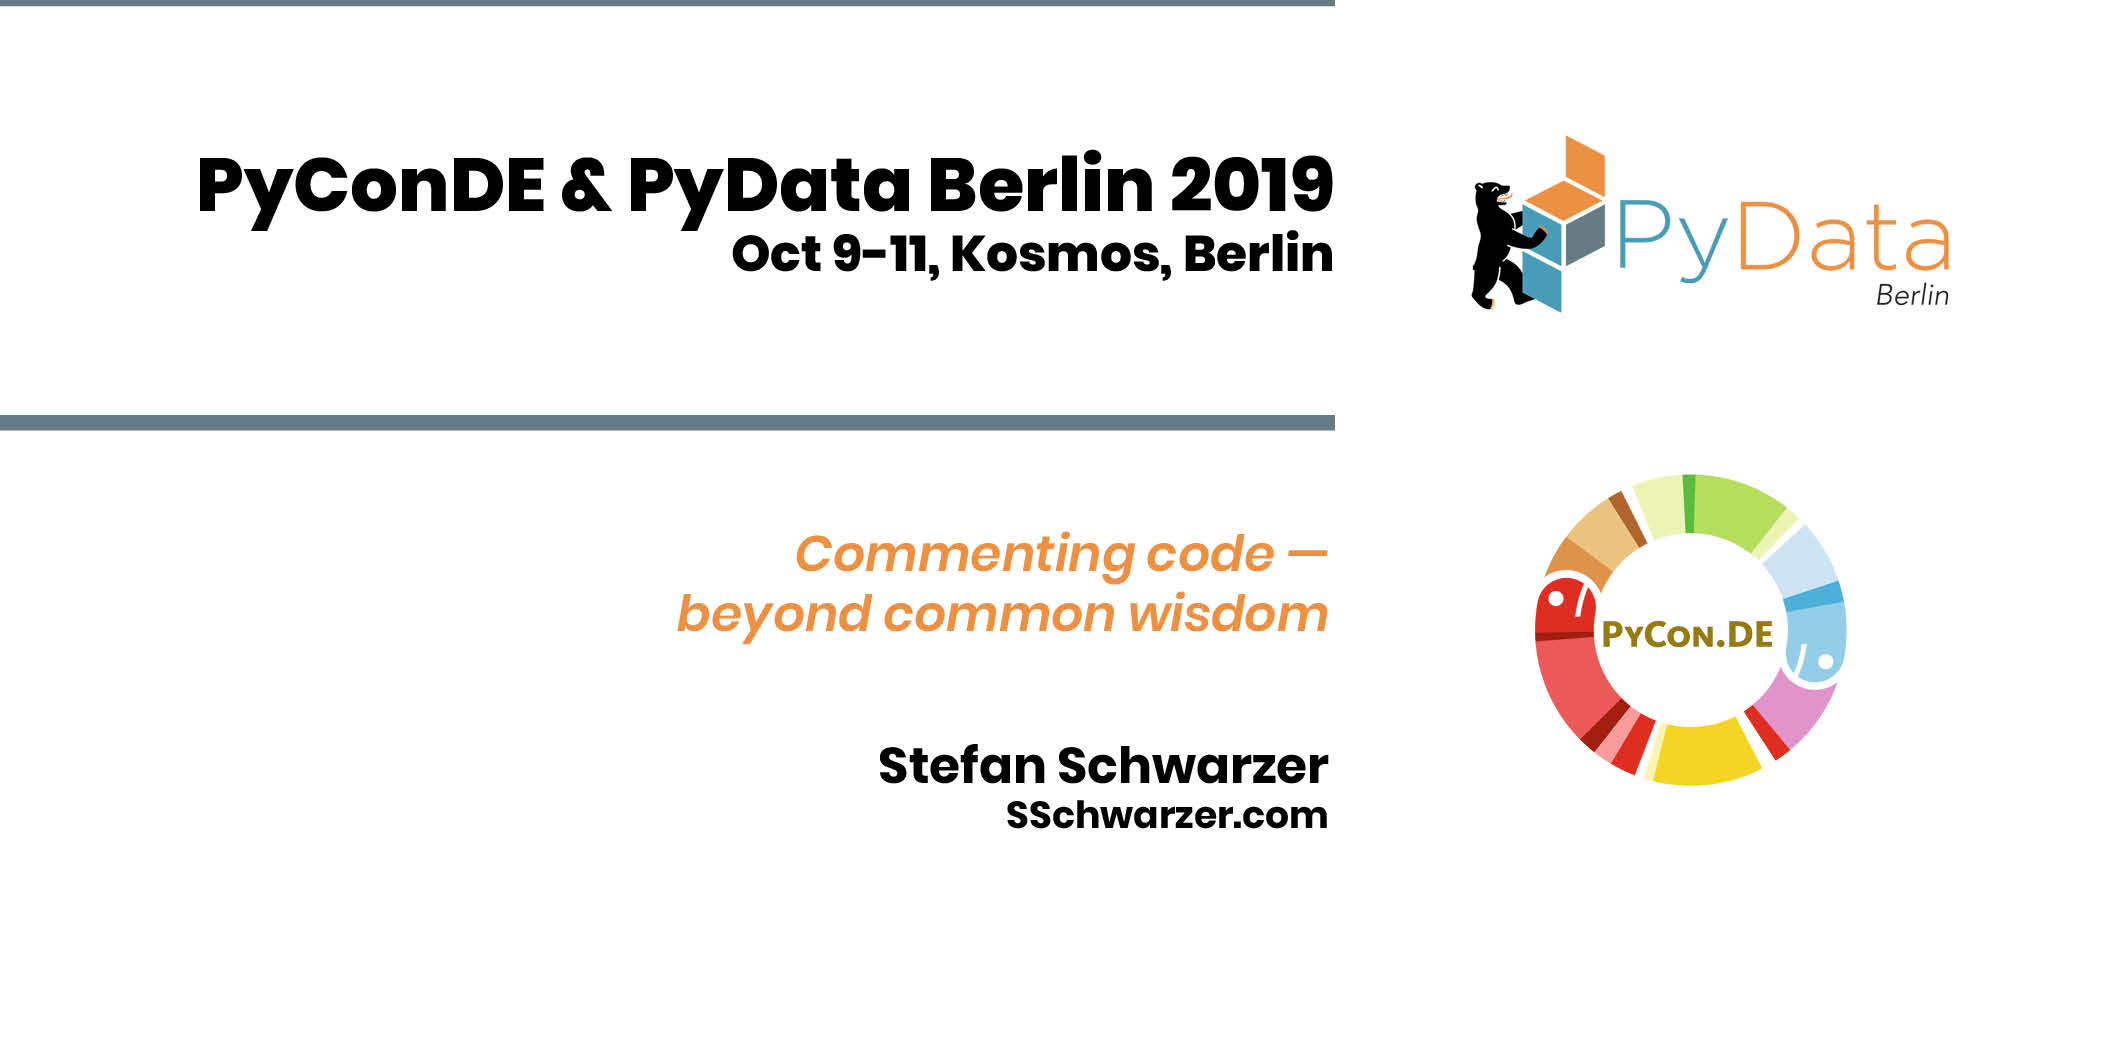 PyConDE & PyData Berlin 2019
Oct 9-11, Kosmos, Berlin
PyData
Berlin
Commenting code —
beyond common wisdom
PyCon.DE
Stefan Schwarzer
SSchwarzer.com